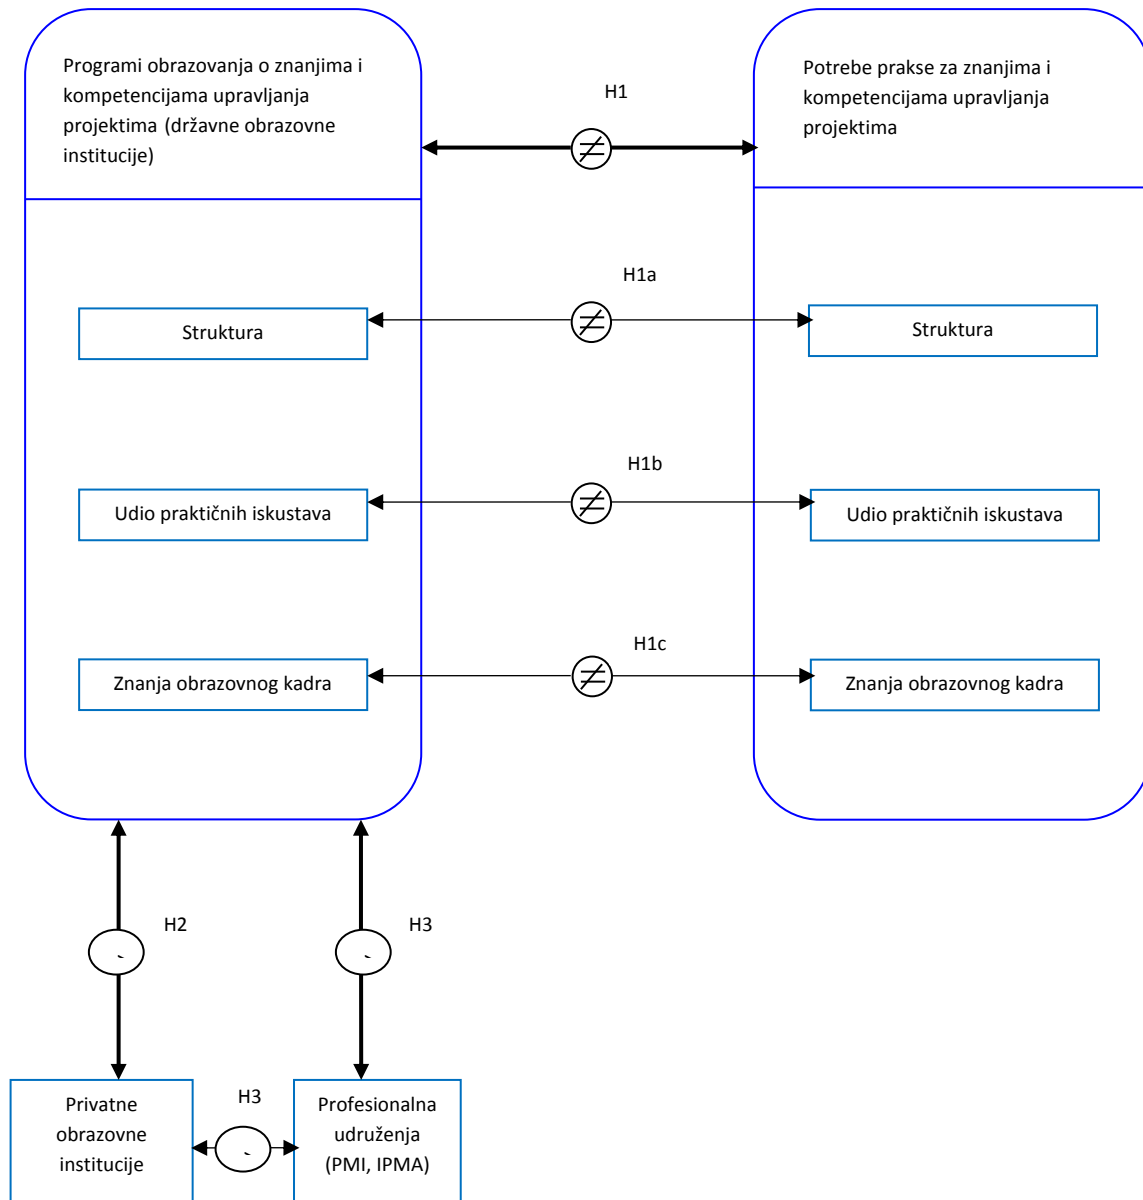 Programi obrazovanja o znanjima i
kompetencijama upravljanja
projektima (državne obrazovne
institucije)
H1
≠
Potrebe prakse za znanjima i
kompetencijama upravljanja
projektima
H1a
Struktura
≠
Struktura
H1b
Udio praktičnih iskustava
≠
Udio praktičnih iskustava
H1c
Znanja obrazovnog kadra
≠
Znanja obrazovnog kadra
H2
H3
Privatne
obrazovne
institucije
H3
Profesionalna
udruženja
(PMI, IPMA)